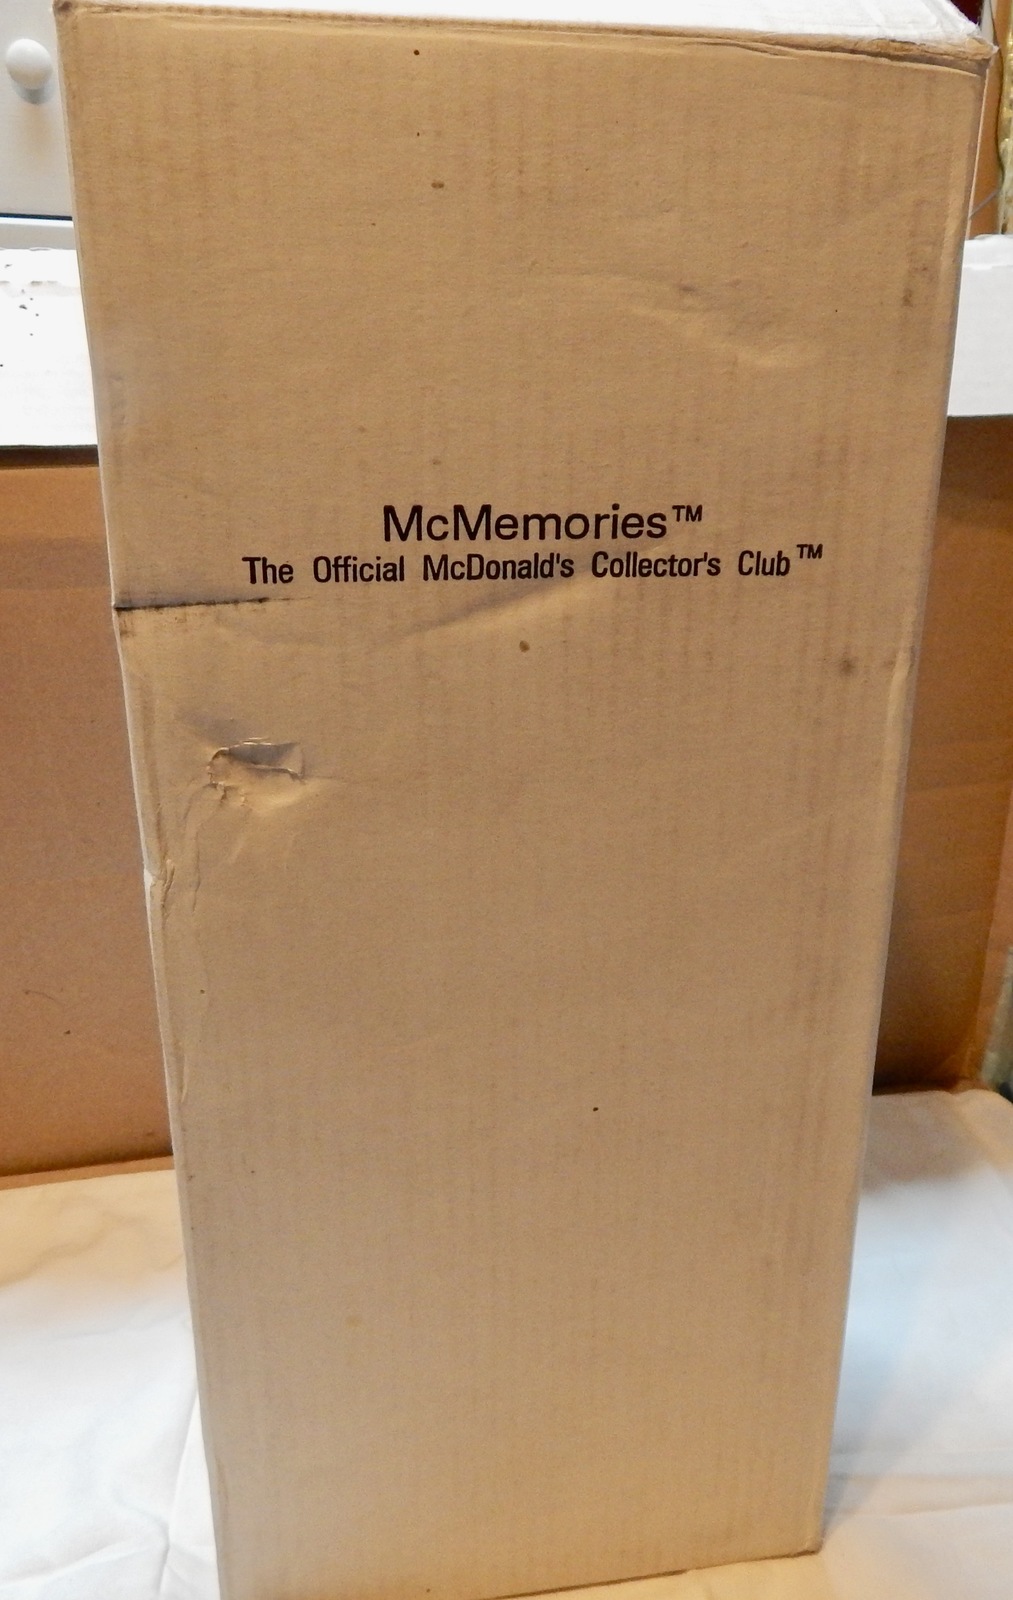 McMemories™
The Official McDonald's Collector's Club™